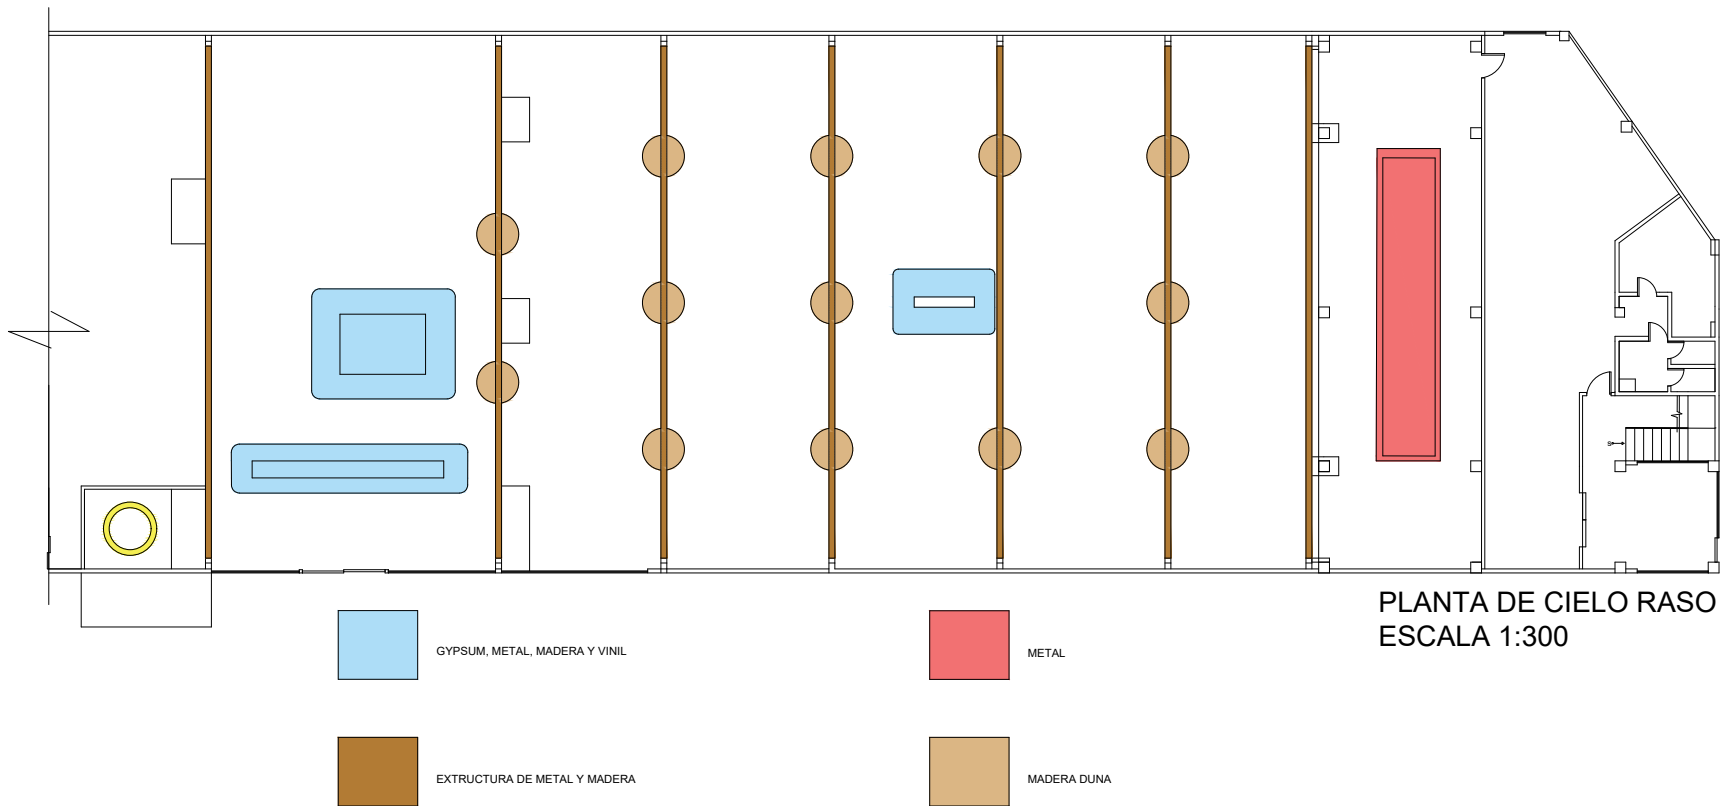 S
PLANTA DE CIELO RASO
ESCALA 1:300
GYPSUM, METAL, MADERA Y VINIL
METAL
EXTRUCTURA DE METAL Y MADERA
MADERA DUNA